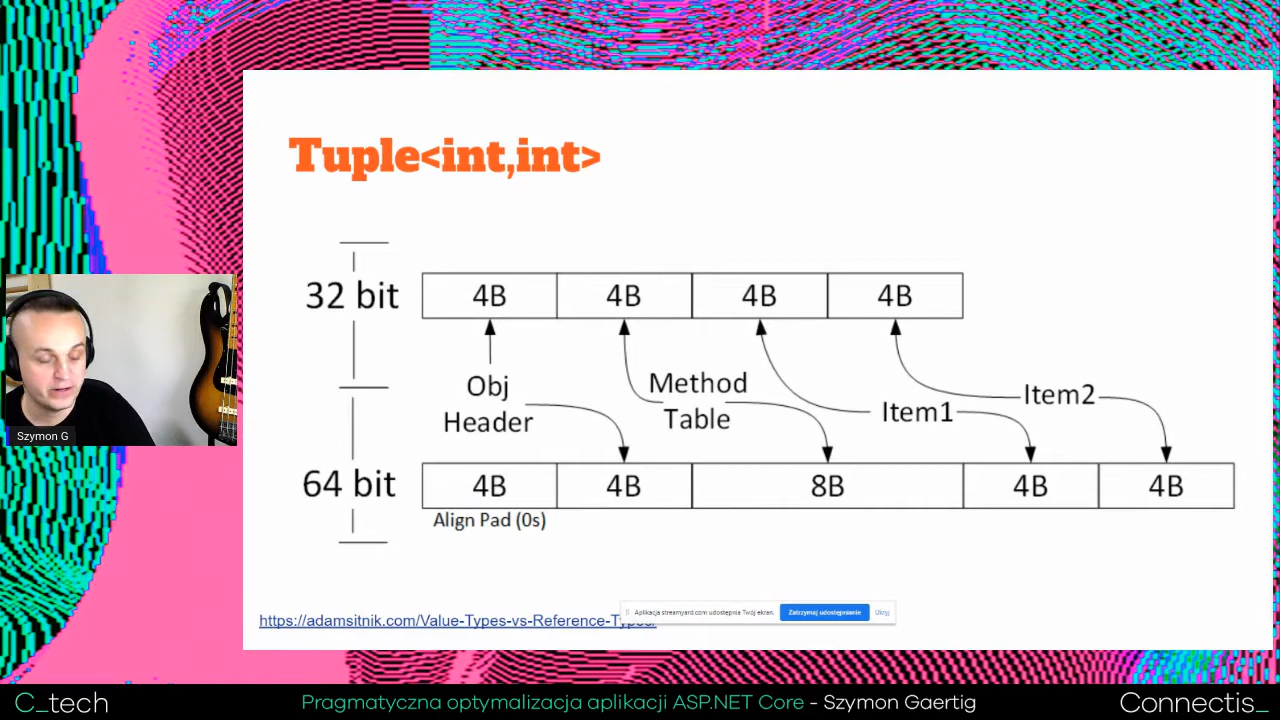 Tuple<int,int>
32 bit
4B 4B 4B 4B
Obj
Header
Method
Table
Item1
Item2
64 bit
4B 4B 8B 4B 4B
Align Pad (0s)
https://adamsitnik.com/Value-Types-vs-Reference-Types/
Aplikacja streamyard.com udostępnia Twój ekran. Zatrzymaj udostępnianie Ukryj
Szymon G
C_tech
Pragmatyczna optymalizacja aplikacji ASP.NET Core - Szymon Gaertig
Connectis_